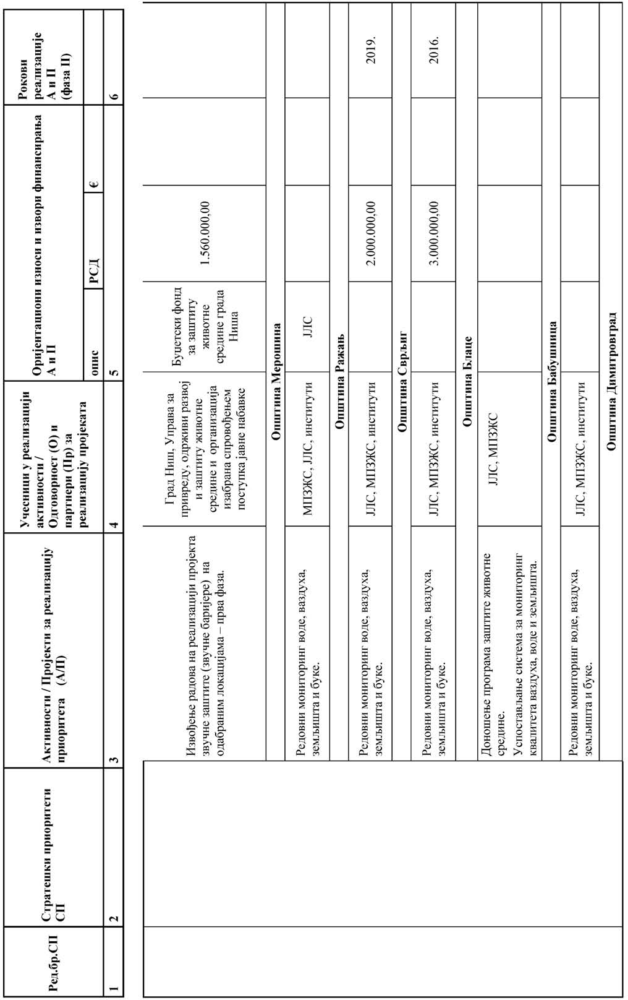 Ред.бр.СП
Стратешки приоритети
СП
Активности / Пројекти за реализацију
приоритета (А/П)
Учесници у реализацији
активности /
Одговорност (О) и
партнери (Пр) за
реализацију пројеката
Оријентациони износи и извори финансирања
А и П
опис
РСД
€
Рокови
реализације
А и П
(фаза II)
1
2
3
4
5
6
Извођење радова на реализацији пројекта
звучне заштите (звучне баријере) на
одабраним локацијама – прва фаза.
Град Ниш, Управа за
привреду, одрживи развој
и заштиту животне
средине и организација
изабрана спровођењем
поступка јавне набавке
Буџетски фонд
за заштиту
животне
средине града
Ниша
1.560.000,00
Општина Мерошина
Редовни мониторинг воде, ваздуха,
земљишта и буке.
МПЗЖС, ЈЛС, институти
ЈЛС
Општина Ражањ
Редовни мониторинг воде, ваздуха,
земљишта и буке.
ЈЛС, МПЗЖС, институти
2.000.000,00
2019.
Општина Сврљиг
Редовни мониторинг воде, ваздуха,
земљишта и буке.
ЈЛС, МПЗЖС, институти
3.000.000,00
2016.
Општина Блаце
Доношење програма заштите животне
средине.
Успостављање система за мониторинг
квалитета ваздуха, воде и земљишта.
ЈЛС, МПЗЖС
Општина Бабушница
Редовни мониторинг воде, ваздуха,
земљишта и буке.
ЈЛС, МПЗЖС, институти
Општина Димитровград